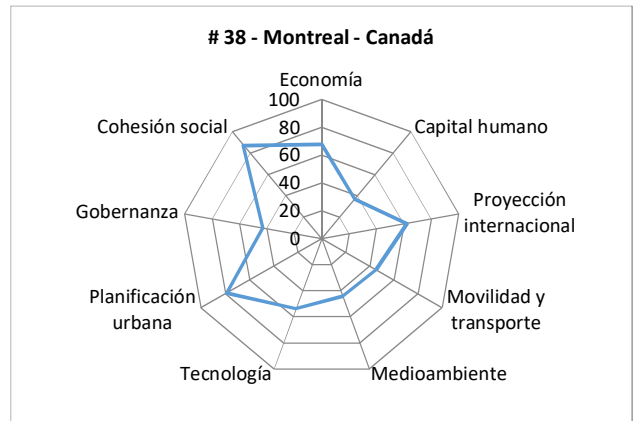 # 38 - Montreal - Canadá
Economía
100
80
60
40
20
0
Capital humano
Proyección
internacional
Movilidad y
transporte
Medioambiente
Tecnología
Planificación
urbana
Gobernanza
Cohesión social